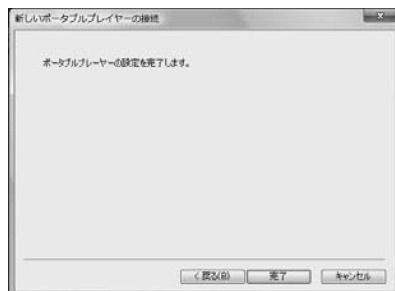 新しいポータブルプレイヤーの接続
ポータブルプレーヤーの設定を完了します。
< 戻る(B)
完了
キャンセル